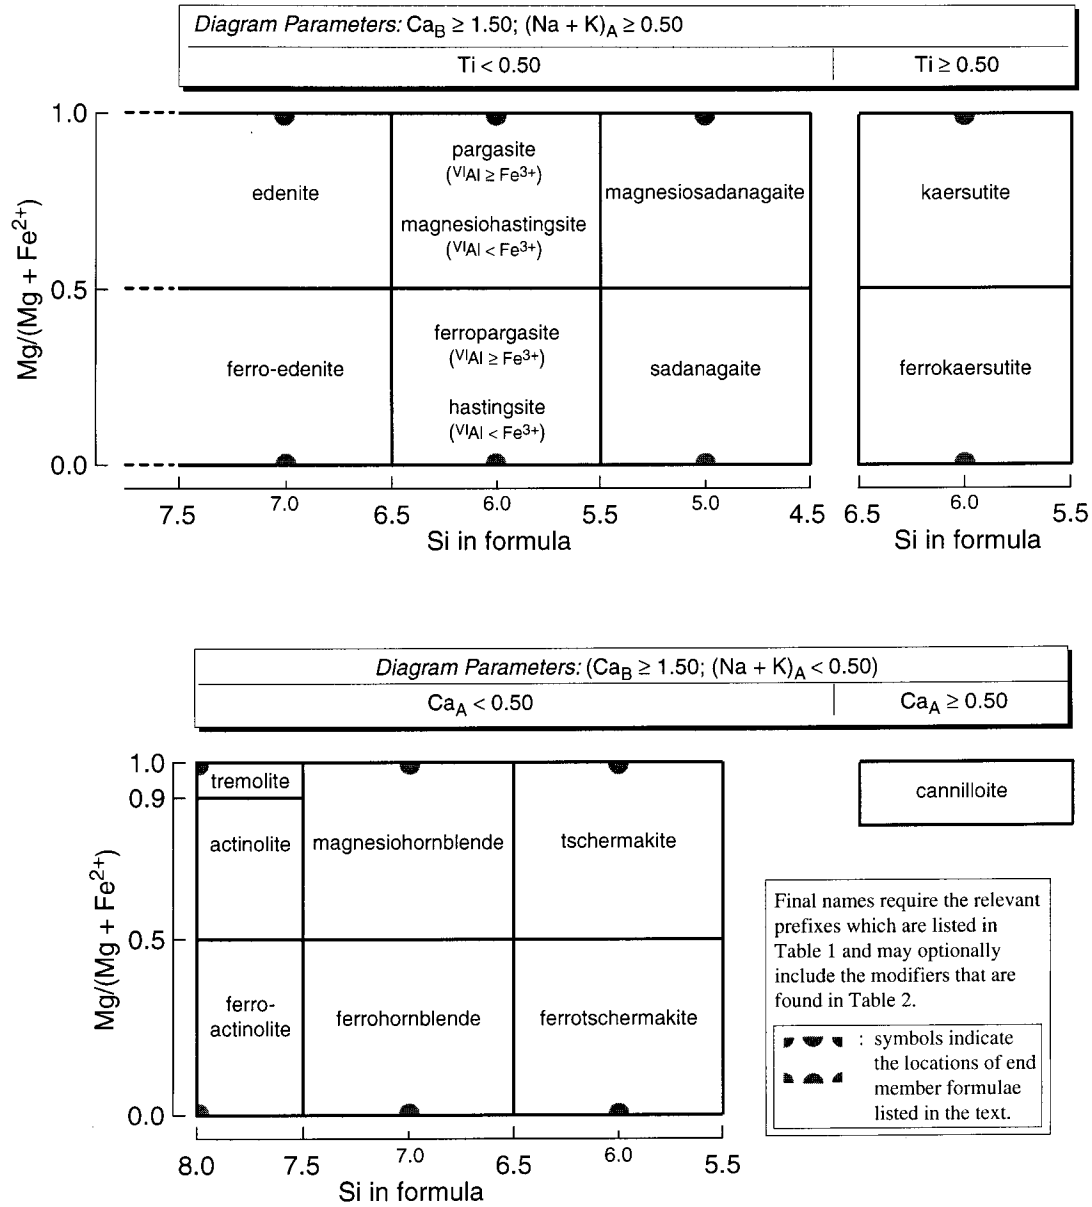 Diagram Parameters: CaB ≥ 1.50; (Na + K)A ≥ 0.50
Ti < 0.50
Ti ≥ 0.50
Mg/(Mg + Fe2+)
1.0
0.5
0.0
edenite
pargasite
(VIAl ≥ Fe3+)
magnesiohastingsite
(VIAl < Fe3+)
magnesiosadanagaite
kaersutite
ferro-edenite
ferropargasite
(VIAl ≥ Fe3+)
hastingsite
(VIAl < Fe3+)
sadanagaite
ferrokaersutite
7.5 7.0 6.5 6.0 5.5 5.0 4.5
6.5 6.0 5.5
Si in formula
Si in formula
Diagram Parameters: (CaB ≥ 1.50; (Na + K)A < 0.50)
CaA < 0.50
CaA ≥ 0.50
Mg/(Mg + Fe2+)
1.0
0.9
0.5
0.0
tremolite
actinolite
magnesiohornblende
tschermakite
ferro-
actinolite
ferrohornblende
ferrotschermakite
8.0 7.5 7.0 6.5 6.0 5.5
Si in formula
cannilloite
Final names require the relevant
prefixes which are listed in
Table 1 and may optionally
include the modifiers that are
found in Table 2.
: symbols indicate
the locations of end
member formulae
listed in the text.